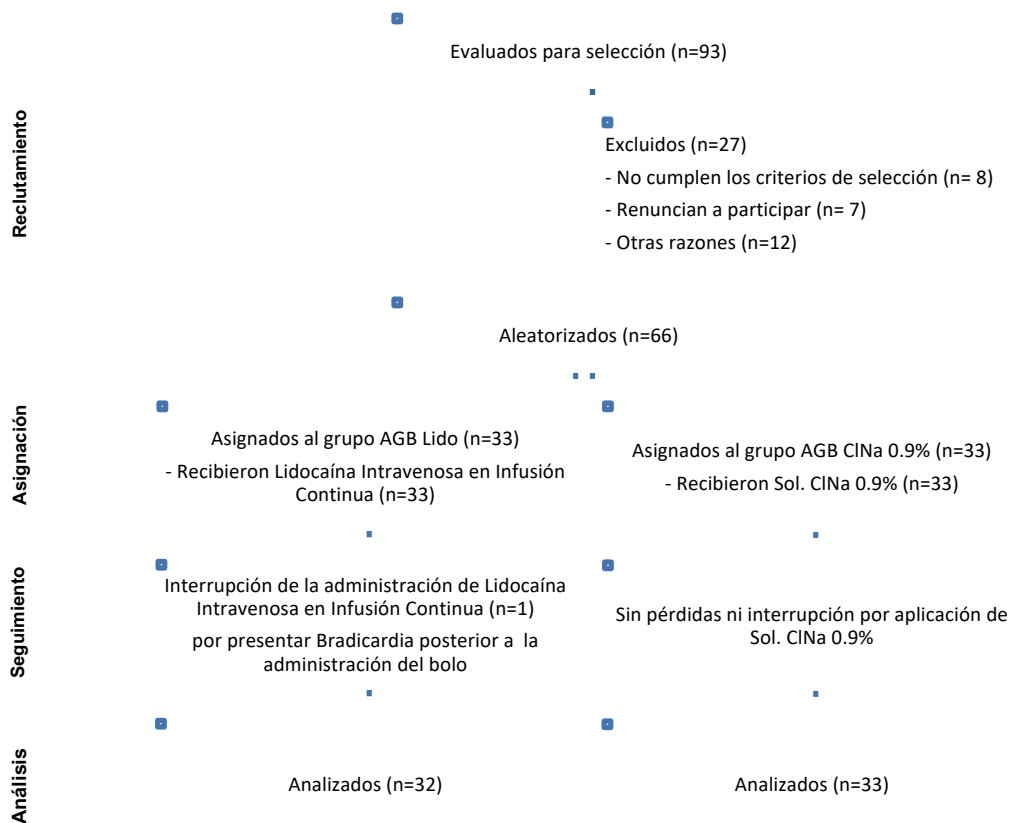 Reclutamiento
Evaluados para selección (n=93)
Excluidos (n=27)
- No cumplen los criterios de selección (n= 8)
- Renuncian a participar (n= 7)
- Otras razones (n=12)
Aleatorizados (n=66)
Asignación
Asignados al grupo AGB Lido (n=33)
- Recibieron Lidocaína Intravenosa en Infusión
Continua (n=33)
Asignados al grupo AGB ClNa 0.9% (n=33)
- Recibieron Sol. ClNa 0.9% (n=33)
Seguimiento
Interrupción de la administración de Lidocaína
Intravenosa en Infusión Continua (n=1)
por presentar Bradicardia posterior a la
administración del bolo
Sin pérdidas ni interrupción por aplicación de
Sol. ClNa 0.9%
Análisis
Analizados (n=32)
Analizados (n=33)